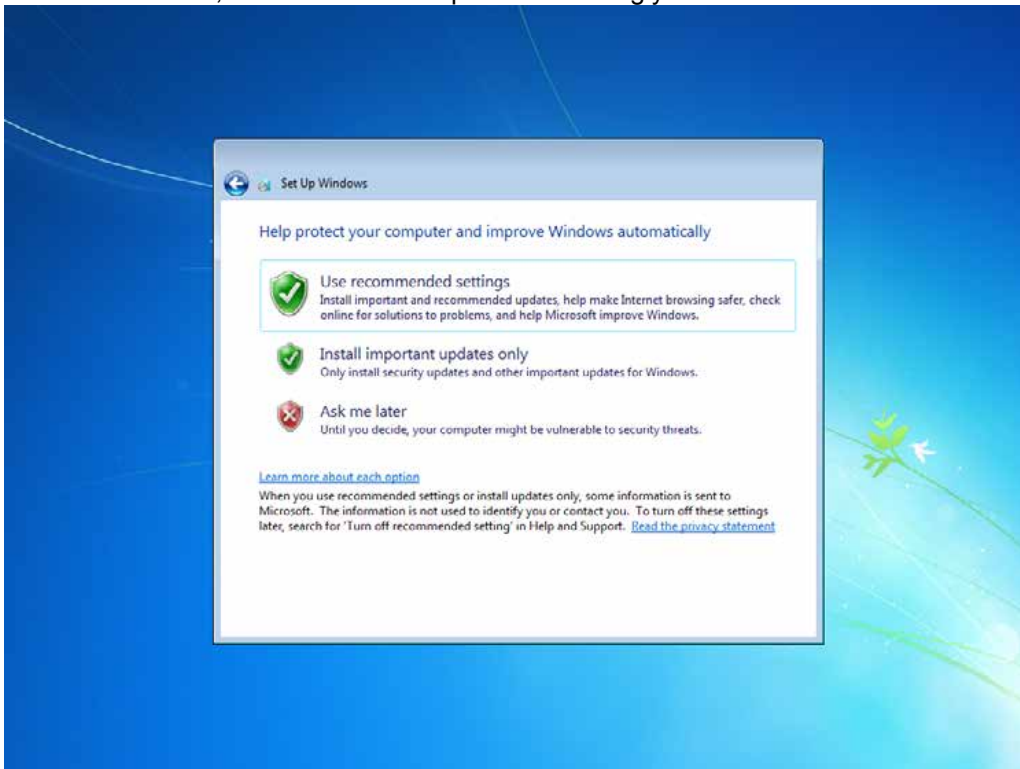 Set Up Windows
Help protect your computer and improve Windows automatically
Use recommended settings
Install important and recommended updates, help make Internet browsing safer, check
online for solutions to problems, and help Microsoft improve Windows.
Install important updates only
Only install security updates and other important updates for Windows.
Ask me later
Until you decide, your computer might be vulnerable to security threats.
Learn more about each option
When you use recommended settings or install updates only, some information is sent to
Microsoft. The information is not used to identify you or contact you. To turn off these settings
later, search for 'Turn off recommended setting' in Help and Support. Read the privacy statement